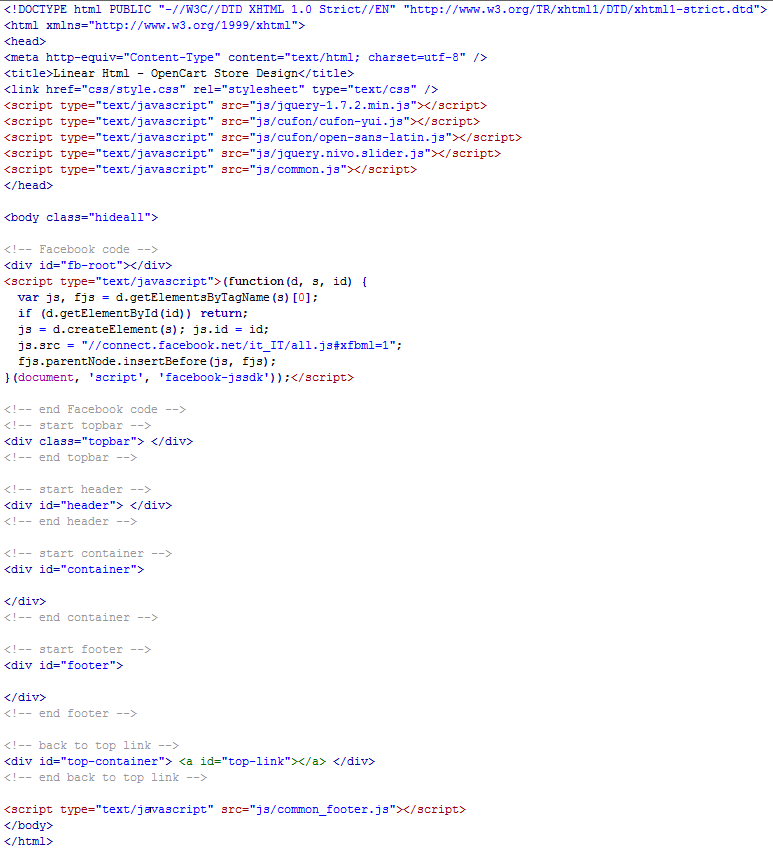 <!DOCTYPE html PUBLIC "-//W3C//DTD XHTML 1.0 Strict//EN" "http://www.w3.org/TR/xhtml1/DTD/xhtml1-strict.dtd">
<html xmlns="http://www.w3.org/1999/xhtml">
<head>
<meta http-equiv="Content-Type" content="text/html; charset=utf-8" />
<title>Linear Html - OpenCart Store Design</title>
<link href="css/style.css" rel="stylesheet" type="text/css" />
<script type="text/javascript" src="js/jquery-1.7.2.min.js"></script>
<script type="text/javascript" src="js/cufon/cufon-yui.js"></script>
<script type="text/javascript" src="js/cufon/open-sans-latin.js"></script>
<script type="text/javascript" src="js/jquery.nivo.slider.js"></script>
<script type="text/javascript" src="js/common.js"></script>
</head>
<body class="hideall">
<!-- Facebook code -->
<div id="fb-root"></div>
<script type="text/javascript">(function(d, s, id) {
  var js, fjs = d.getElementsByTagName(s)[0];
  if (d.getElementById(id)) return;
  js = d.createElement(s); js.id = id;
  js.src = "//connect.facebook.net/it_IT/all.js#xfbml=1";
  fjs.parentNode.insertBefore(js, fjs);
}(document, 'script', 'facebook-jssdk'));</script>
<!-- end Facebook code -->
<!-- start topbar -->
<div class="topbar"> </div>
<!-- end topbar -->
<!-- start header -->
<div id="header"> </div>
<!-- end header -->
<!-- start container -->
<div id="container">
</div>
<!-- end container -->
<!-- start footer -->
<div id="footer">
</div>
<!-- end footer -->
<!-- back to top link -->
<div id="top-container"> <a id="top-link"></a> </div>
<!-- end back to top link -->
<script type="text/javascript" src="js/common_footer.js"></script>
</body>
</html>